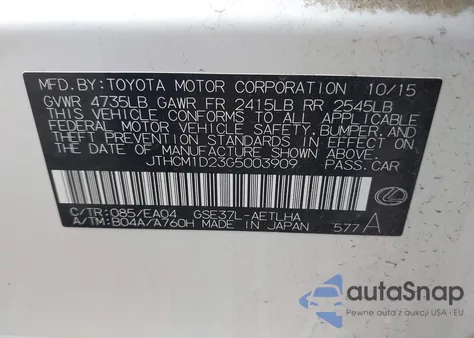 MFD.BY:TOYOTA MOTOR CORPORATION 10/15
GVWR 4735LB GAWR FR 2415LB RR 2545LB
THIS VEHICLE CONFORMS TO ALL APPLICABLE
FEDERAL MOTOR VEHICLE SAFETY, BUMPER, AND
THEFT PREVENTION STANDARDS IN EFFECT ON
THE DATE OF MANUFACTURE SHOWN ABOVE.
JTHCM1D23G5003909 PASS.CAR
C/TR:085/EA04 GSE37L-AETLHA
A/TM:B04A/A760H MADE IN JAPAN 577 A
autoSnap
Pewne auta z aukcji USA i EU